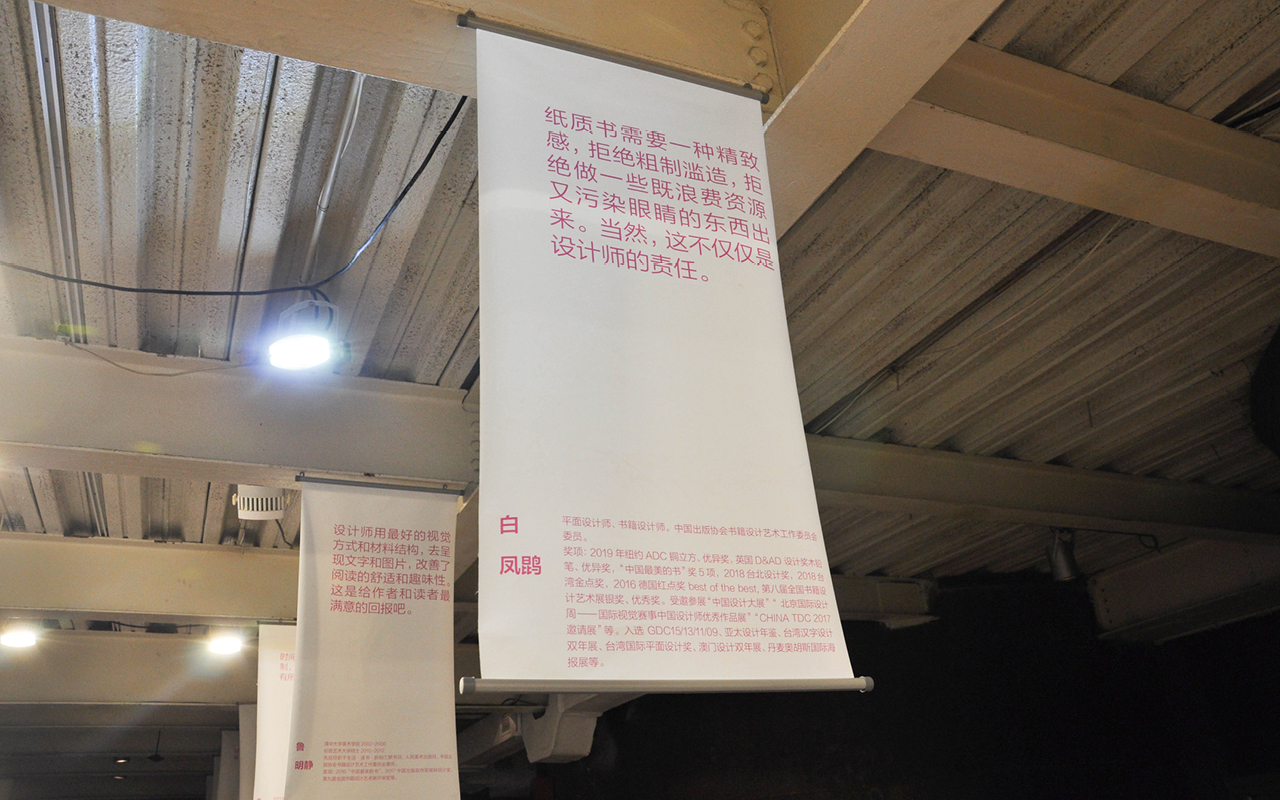 纸质书需要一种精致
感，拒绝粗制滥造，拒
绝做一些既浪费资源
又污染眼睛的东西出
来。当然，这不仅仅是
设计师的责任。
白
凤鹍
平面设计师、书籍设计师。中国出版协会书籍设计艺术工作委员会
委员。
奖项：2019 年纽约 ADC 铜立方、优异奖，英国 D&AD 设计奖木铅
笔、优异奖，“中国最美的书”奖 5 项，2018 台北设计奖，2018 台
湾金点奖，2016 德国红点奖 best of the best, 第八届全国书籍设
计艺术展银奖、优秀奖。受邀参展“中国设计大展”“北京国际设计
周——国际视觉赛事中国设计师优秀作品展”“CHINA TDC 2017
邀请展”等。入选 GDC15/13/11/09、亚太设计年鉴、台湾汉字设计
双年展、台湾国际平面设计奖、澳门设计双年展、丹麦奥胡斯国际海
报展等。
设计师用最好的视觉
方式和材料结构，去呈
现文字和图片，改善了
阅读的舒适和趣味性。
这是给作者和读者最
满意的回报吧。
鲁
明静